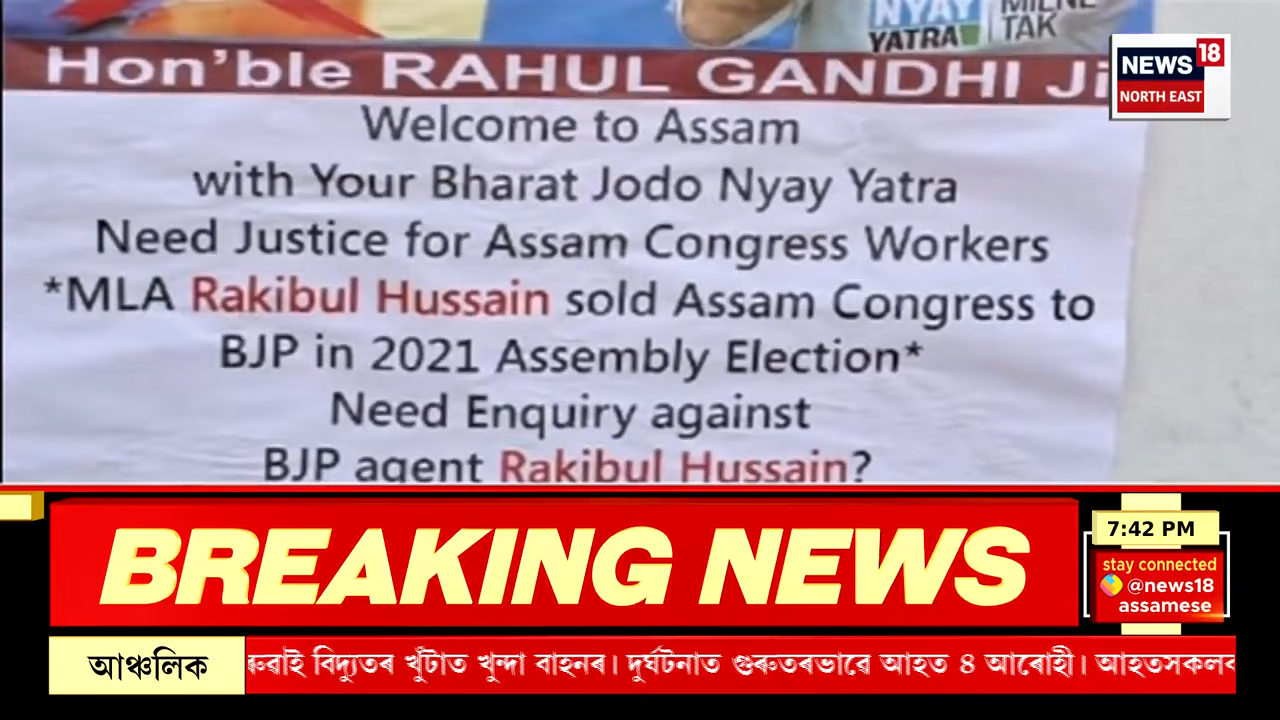 NYAY
YATRA
MILNE
TAK
Hon'ble RAHUL GANDHI Ji
NEWS 18
NORTH EAST
Welcome to Assam
with Your Bharat Jodo Nyay Yatra
Need Justice for Assam Congress Workers
*MLA Rakibul Hussain sold Assam Congress to
BJP in 2021 Assembly Election*
Need Enquiry against
BJP agent Rakibul Hussain?
BREAKING NEWS
7:42 PM
stay connected
@news18
assamese
আঞ্চলিক
বিদ্যুতৰ খুঁটাত খুন্দা বাহনৰ। দুৰ্ঘটনাত গুৰুতৰভাৱে আহত ৪ আৰোহী। আহতসকলৰ